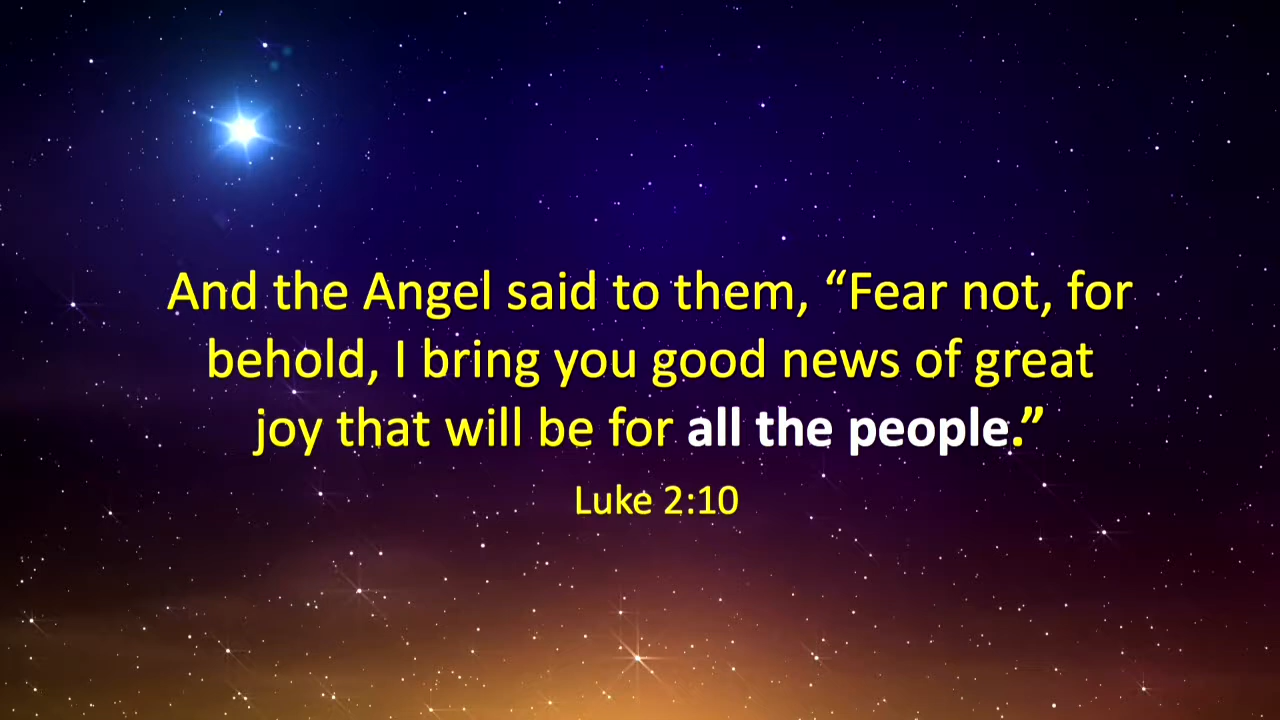 And the Angel said to them, “Fear not, for
behold, I bring you good news of great
joy that will be for all the people.”
Luke 2:10